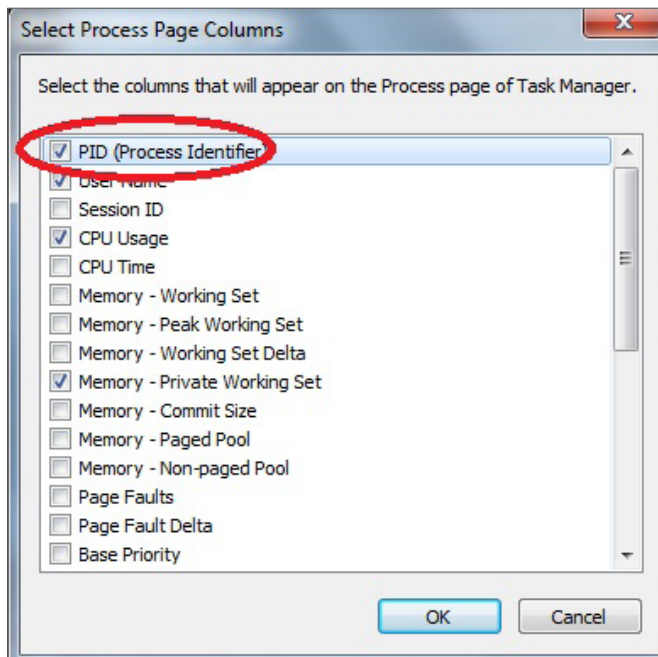 Select Process Page Columns
Select the columns that will appear on the Process page of Task Manager.
PID (Process Identifier
User Name
Session ID
CPU Usage
CPU Time
Memory - Working Set
Memory - Peak Working Set
Memory - Working Set Delta
Memory - Private Working Set
Memory - Commit Size
Memory - Paged Pool
Memory - Non-paged Pool
Page Faults
Page Fault Delta
Base Priority
OK
Cancel